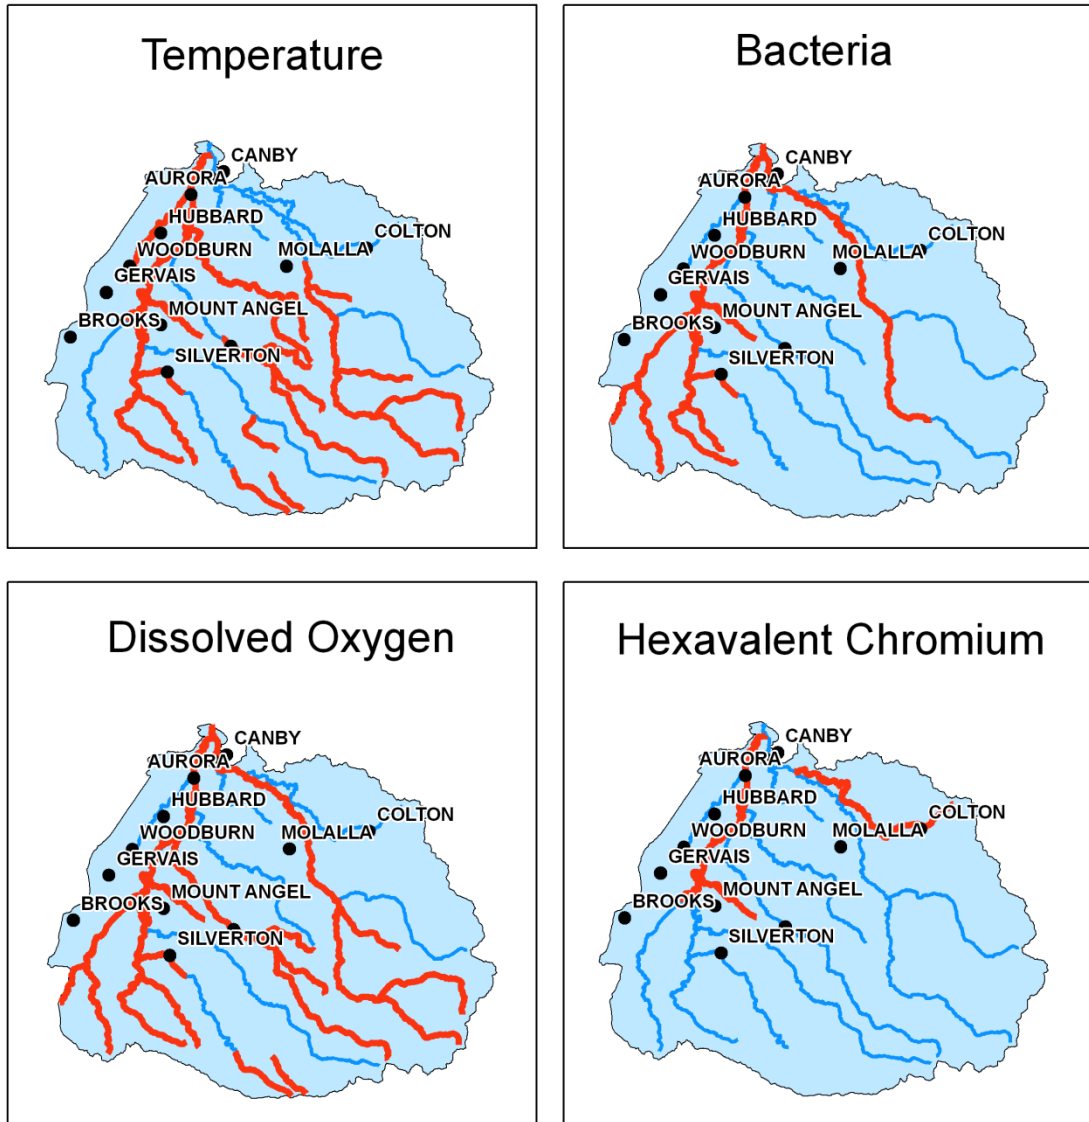 Temperature
CANBY
AURORA
HUBBARD
COLTON
WOODBURN
MOLALLA
GERVAIS
MOUNT ANGEL
BROOKS
SILVERTON
Bacteria
CANBY
AURORA
HUBBARD
COLTON
WOODBURN
MOLALLA
GERVAIS
MOUNT ANGEL
BROOKS
SILVERTON
Dissolved Oxygen
CANBY
AURORA
HUBBARD
COLTON
WOODBURN
MOLALLA
GERVAIS
MOUNT ANGEL
BROOKS
SILVERTON
Hexavalent Chromium
CANBY
AURORA
HUBBARD
COLTON
WOODBURN
MOLALLA
GERVAIS
MOUNT ANGEL
BROOKS
SILVERTON